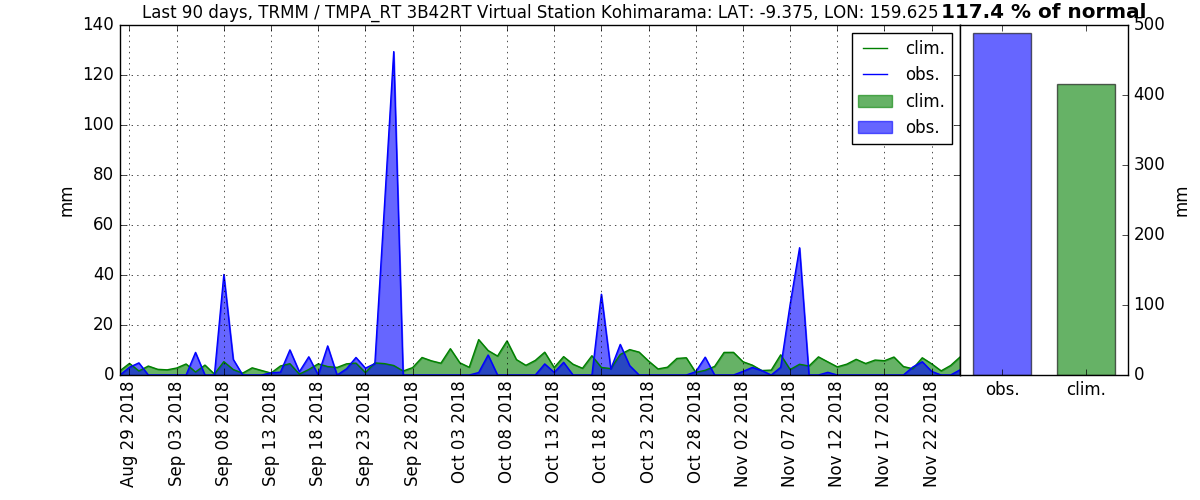 Last 90 days, TRMM / TMPA_RT 3B42RT Virtual Station Kohimarama: LAT: -9.375, LON: 159.625
117.4 % of normal
140
120
100
80
60
40
20
0
mm
clim.
obs.
clim.
obs.
500
400
300
200
100
0
mm
Aug 29 2018
Sep 03 2018
Sep 08 2018
Sep 13 2018
Sep 18 2018
Sep 23 2018
Sep 28 2018
Oct 03 2018
Oct 08 2018
Oct 13 2018
Oct 18 2018
Oct 23 2018
Oct 28 2018
Nov 02 2018
Nov 07 2018
Nov 12 2018
Nov 17 2018
Nov 22 2018
obs.
clim.